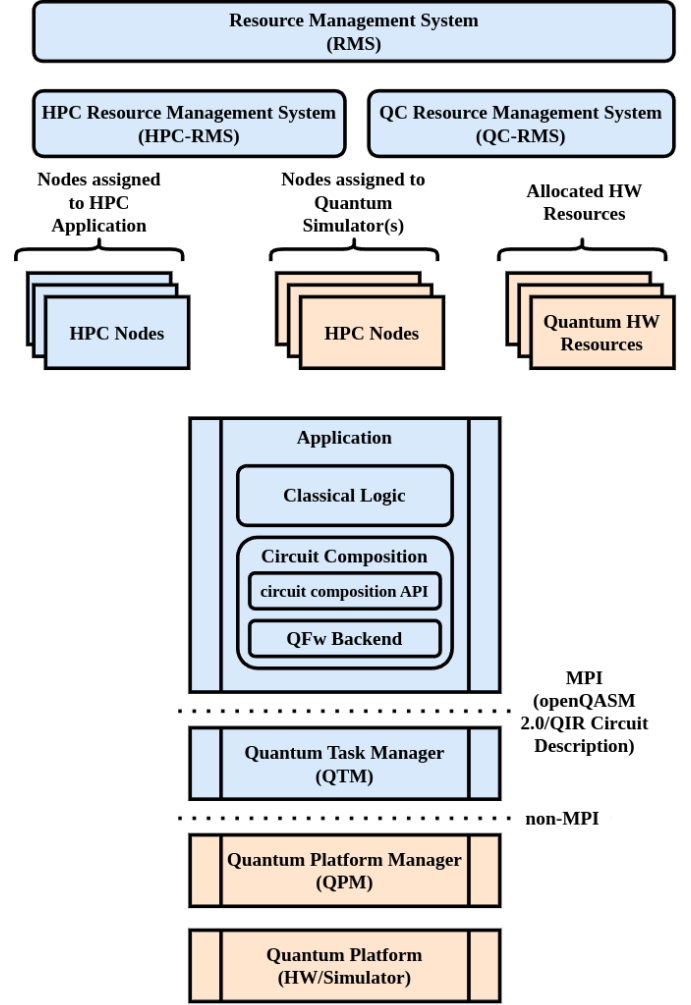 Resource Management System
(RMS)
HPC Resource Management System
(HPC-RMS)
QC Resource Management System
(QC-RMS)
Nodes assigned
to HPC
Application
Nodes assigned to
Quantum
Simulator(s)
Allocated HW
Resources
HPC Nodes
HPC Nodes
Quantum HW
Resources
Application
Classical Logic
Circuit Composition
circuit composition API
QFw Backend
MPI
(openQASM
2.0/QIR Circuit
Description)
Quantum Task Manager
(QTM)
non-MPI
Quantum Platform Manager
(QPM)
Quantum Platform
(HW/Simulator)